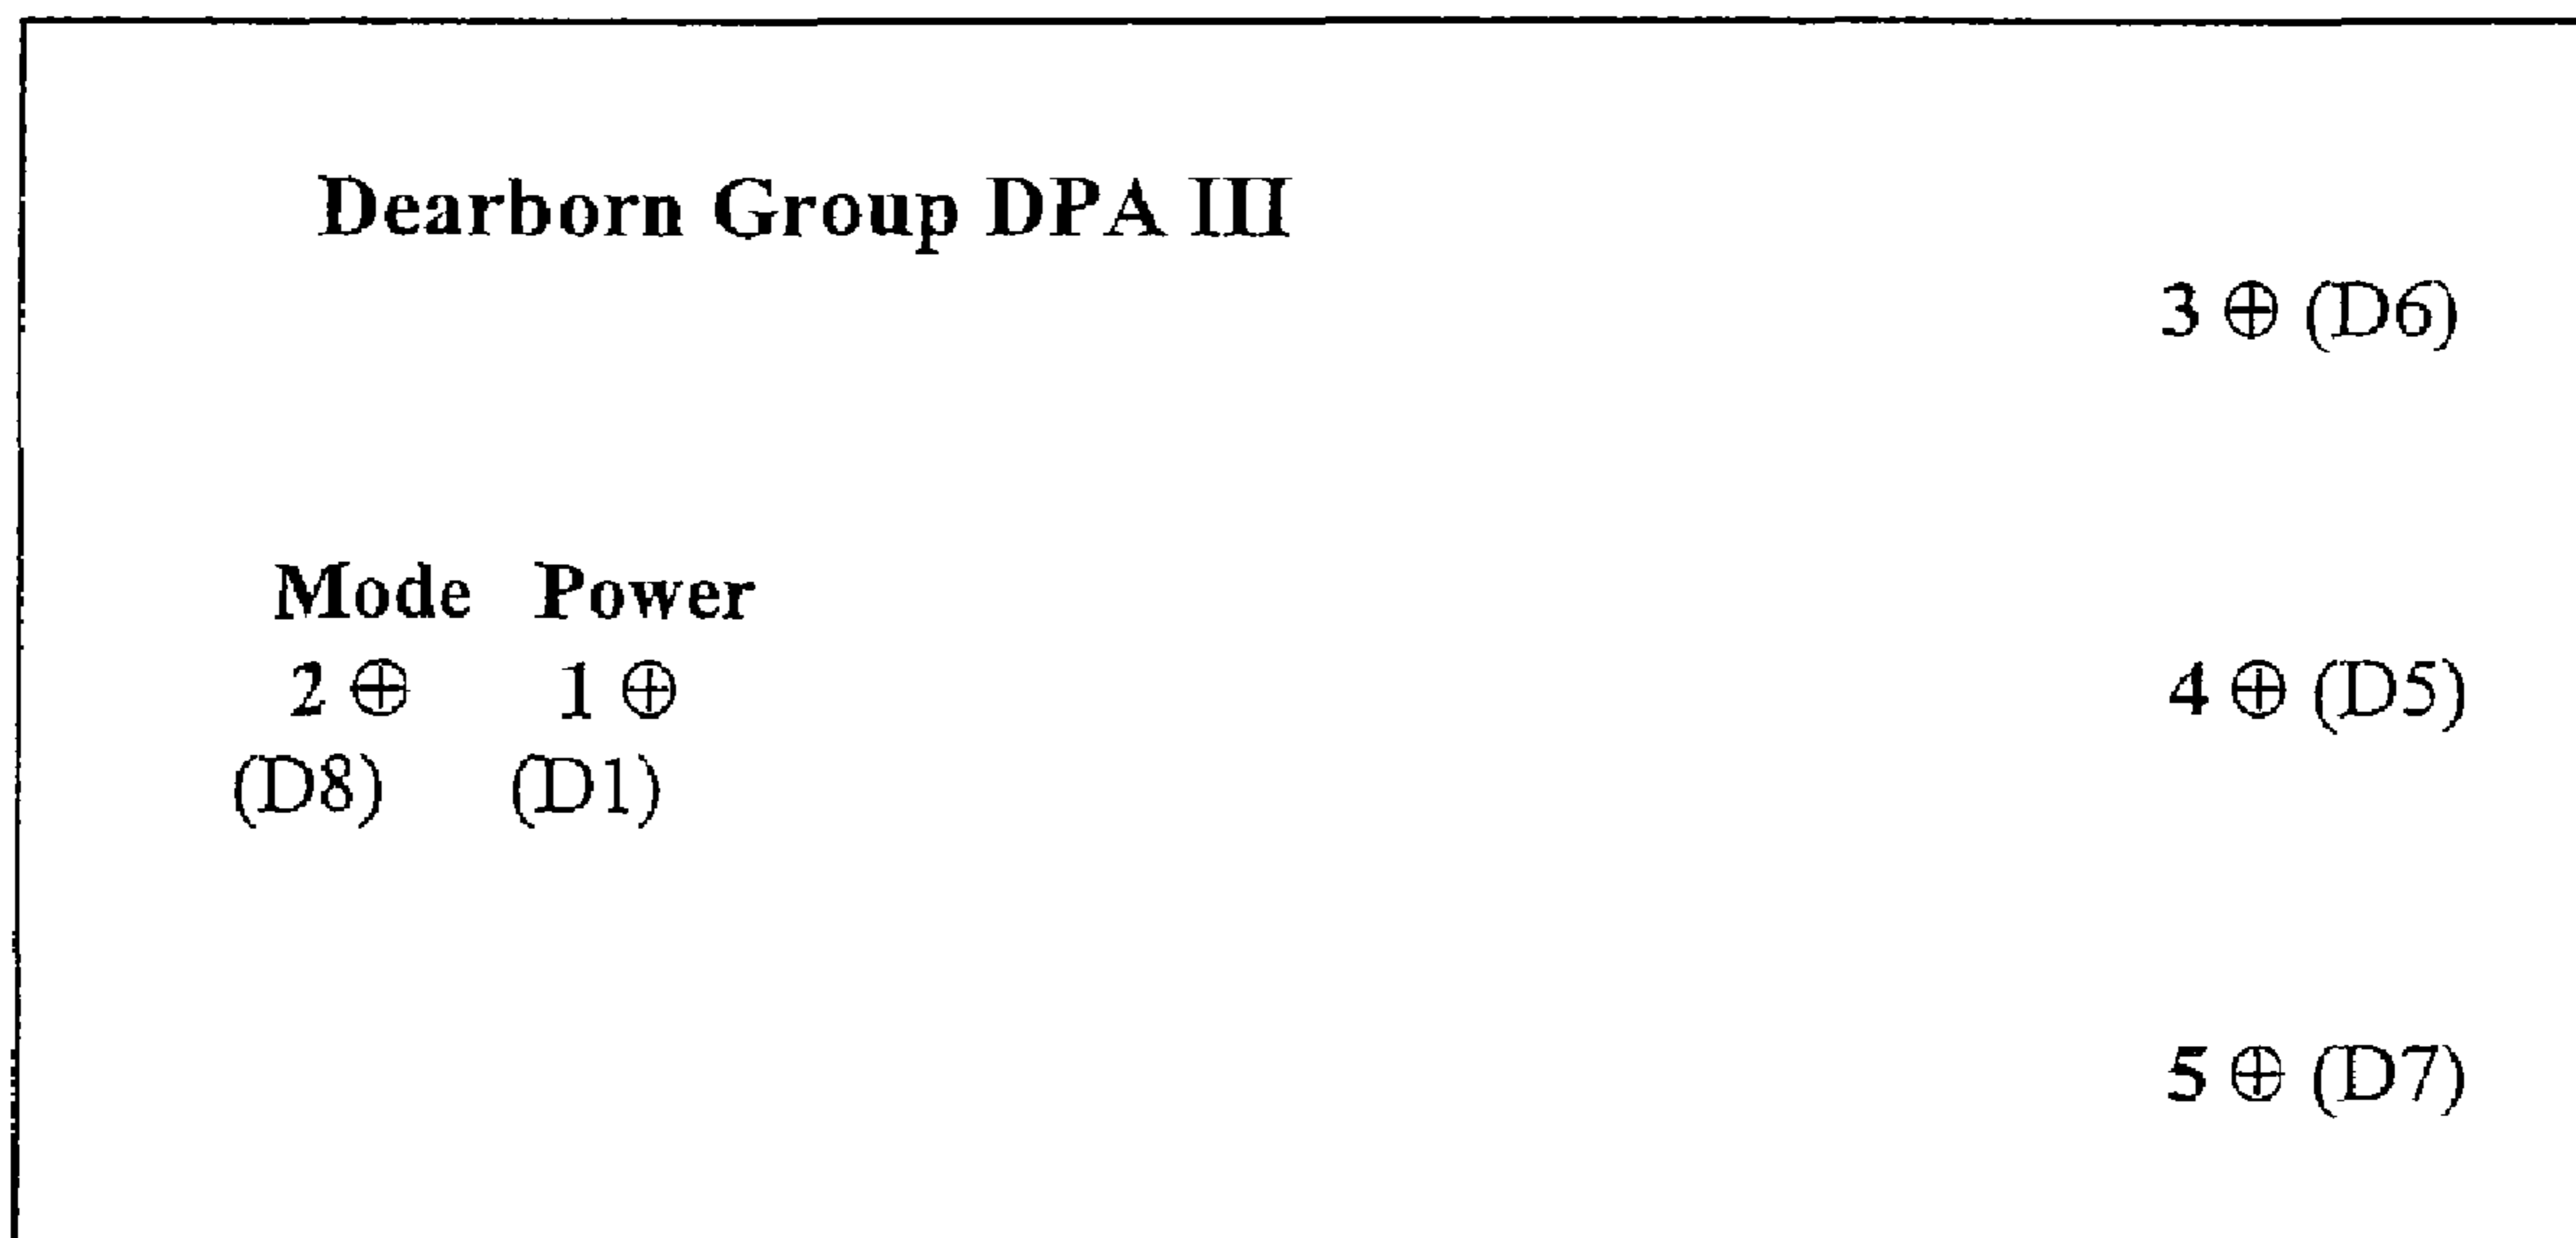 Dearborn Group DPA III
3 ⊕ (D6)
Mode Power
2 ⊕ 1 ⊕ 4 ⊕ (D5)
(D8) (D1)
5 ⊕ (D7)